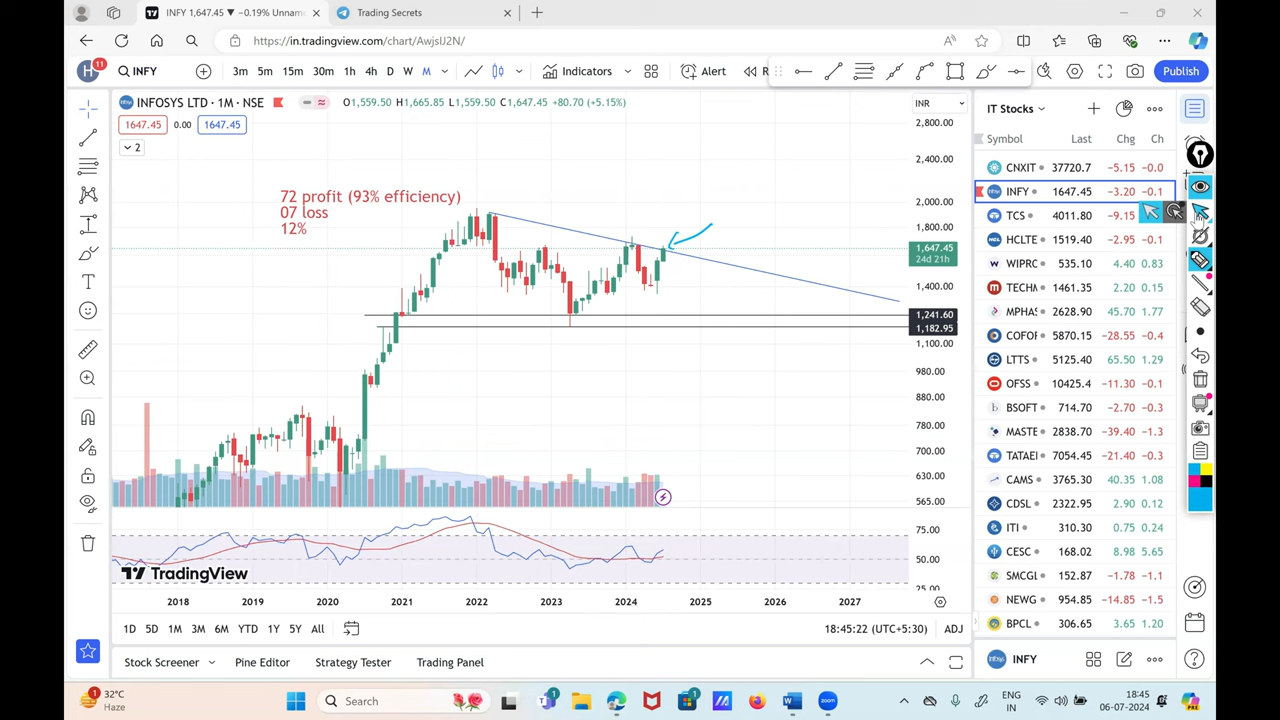 INFY 1,647.45 ▼ −0.19% Unnam
Trading Secrets
https://in.tradingview.com/chart/AwjsIJ2N/
H
11
INFY
3m 5m 15m 30m 1h 4h D W M
Indicators
Alert
R
Publish
INFOSYS LTD · 1M · NSE
O1,559.50 H1,665.85 L1,559.50 C1,647.45 +80.70 (+5.15%)
1647.45 0.00 1647.45
2
72 profit (93% efficiency)
07 loss
12%
INR
2,800.00
2,400.00
2,000.00
1,800.00
1,647.45
24d 21h
1,400.00
1,241.60
1,182.95
1,100.00
980.00
880.00
780.00
700.00
630.00
565.00
75.00
50.00
25.00
TradingView
2018 2019 2020 2021 2022 2023 2024 2025 2026 2027
1D 5D 1M 3M 6M YTD 1Y 5Y All
18:45:22 (UTC+5:30) ADJ
Stock Screener Pine Editor Strategy Tester Trading Panel
IT Stocks
Symbol Last Chg Ch
CNXIT 37720.7 −5.15 −0.0
INFY 1647.45 −3.20 −0.1
TCS 4011.80 −9.15
HCLTE 1519.40 −2.95 −0.1
WIPRC 535.10 4.40 0.83
TECHM 1461.35 2.20 0.15
MPHAS 2628.90 45.70 1.77
COFOF 5870.15 −28.55 −0.4
LTTS 5125.40 65.50 1.29
OFSS 10425.4 −11.30 −0.1
BSOFT 714.70 −2.70 −0.3
MASTE 2838.70 −39.40 −1.3
TATAEL 7054.45 −21.40 −0.3
CAMS 3765.30 40.35 1.08
CDSL 2322.95 2.90 0.12
ITI 310.30 0.75 0.24
CESC 168.02 8.98 5.65
SMCGL 152.87 −1.78 −1.1
NEWG 954.85 −14.85 −1.5
BPCL 306.65 3.65 1.20
INFY
1
32°C
Haze
Search
ENG
IN
18:45
06-07-2024